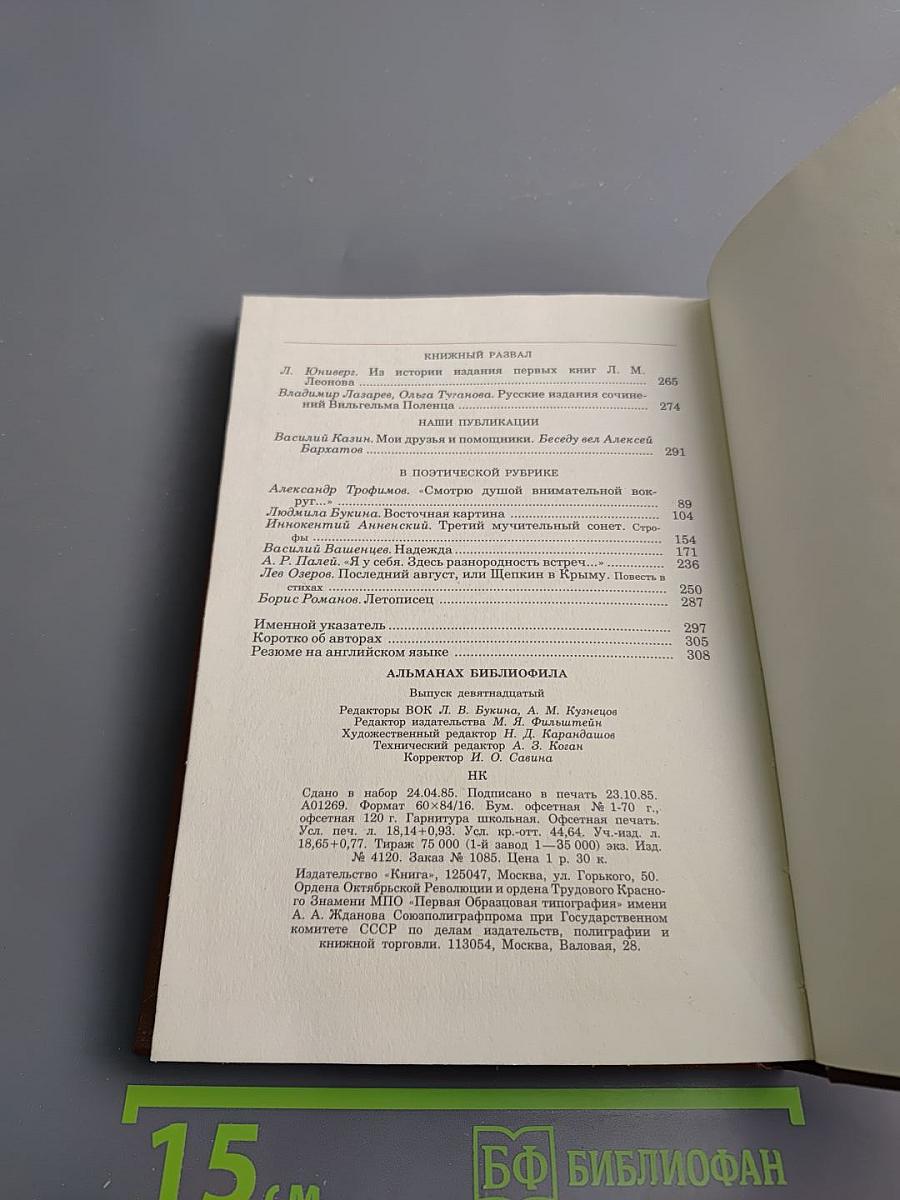 КНИЖНЫЙ РАЗВАЛ
Л. Юниверг. Из истории издания первых книг Л. М.
Леонова ........ 265
Владимир Лазарев, Ольга Туганова. Русские издания сочине-
ний Вильгельма Поленца ........ 274
НАШИ ПУБЛИКАЦИИ
Василий Казин. Мои друзья и помощники. Беседу вел Алексей
Бархатов ........ 291
В ПОЭТИЧЕСКОЙ РУБРИКЕ
Александр Трофимов. «Смотрю душой внимательной вок-
руг...» ........ 89
Людмила Букина. Восточная картина ........ 104
Иннокентий Анненский. Третий мучительный сонет. Стро-
фы ........ 154
Василий Вашенцев. Надежда ........ 171
А. Р. Палей. «Я у себя. Здесь разнородность встреч...» ........ 236
Лев Озеров. Последний август, или Щепкин в Крыму. Повесть в
стихах ........ 250
Борис Романов. Летописец ........ 287
Именной указатель ........ 297
Коротко об авторах ........ 305
Резюме на английском языке ........ 308
АЛЬМАНАХ БИБЛИОФИЛА
Выпуск девятнадцатый
Редакторы ВОК Л. В. Букина, А. М. Кузнецов
Редактор издательства М. Я. Фильштейн
Художественный редактор Н. Д. Карандашов
Технический редактор А. З. Коган
Корректор И. О. Савина
НК
Сдано в набор 24.04.85. Подписано в печать 23.10.85.
А01269. Формат 60×84/16. Бум. офсетная № 1-70 г.,
офсетная 120 г. Гарнитура школьная. Офсетная печать.
Усл. печ. л. 18,14+0,93. Усл. кр.-отт. 44,64. Уч.-изд. л.
18,65+0,77. Тираж 75 000 (1-й завод 1—35 000) экз. Изд.
№ 4120. Заказ № 1085. Цена 1 р. 30 к.
Издательство «Книга», 125047, Москва, ул. Горького, 50.
Ордена Октябрьской Революции и ордена Трудового Красно-
го Знамени МПО «Первая Образцовая типография» имени
А. А. Жданова Союзполиграфпрома при Государственном
комитете СССР по делам издательств, полиграфии и
книжной торговли. 113054, Москва, Валовая, 28.
15 см
БФ БИБЛИОФАН